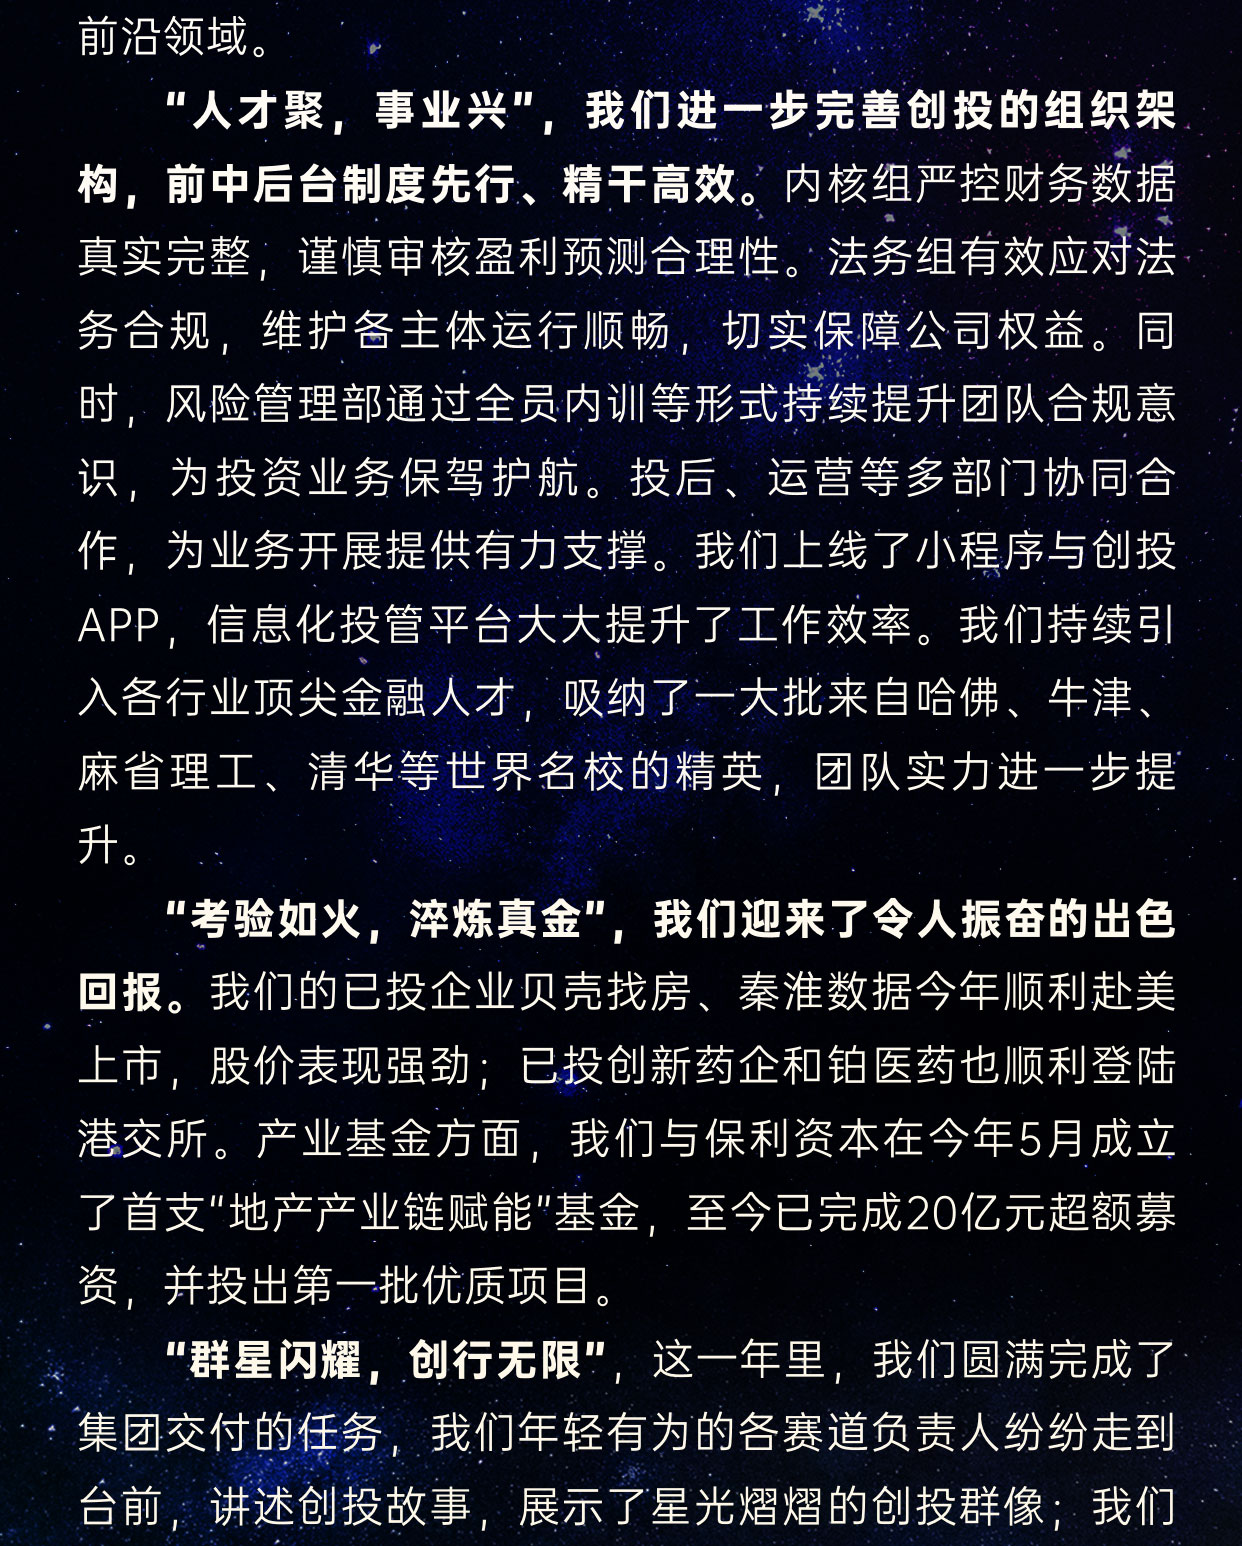 前沿领域。
“人才聚，事业兴”，我们进一步完善创投的组织架
构，前中后台制度先行、精干高效。内核组严控财务数据
真实完整，谨慎审核盈利预测合理性。法务组有效应对法
务合规，维护各主体运行顺畅，切实保障公司权益。同
时，风险管理部通过全员内训等形式持续提升团队合规意
识，为投资业务保驾护航。投后、运营等多部门协同合
作，为业务开展提供有力支撑。我们上线了小程序与创投
APP，信息化投管平台大大提升了工作效率。我们持续引
入各行业顶尖金融人才，吸纳了一大批来自哈佛、牛津、
麻省理工、清华等世界名校的精英，团队实力进一步提
升。
“考验如火，淬炼真金”，我们迎来了令人振奋的出色
回报。我们的已投企业贝壳找房、秦淮数据今年顺利赴美
上市，股价表现强劲；已投创新药企和铂医药也顺利登陆
港交所。产业基金方面，我们与保利资本在今年5月成立
了首支“地产产业链赋能”基金，至今已完成20亿元超额募
资，并投出第一批优质项目。
“群星闪耀，创行无限”，这一年里，我们圆满完成了
集团交付的任务，我们年轻有为的各赛道负责人纷纷走到
台前，讲述创投故事，展示了星光熠熠的创投群像；我们